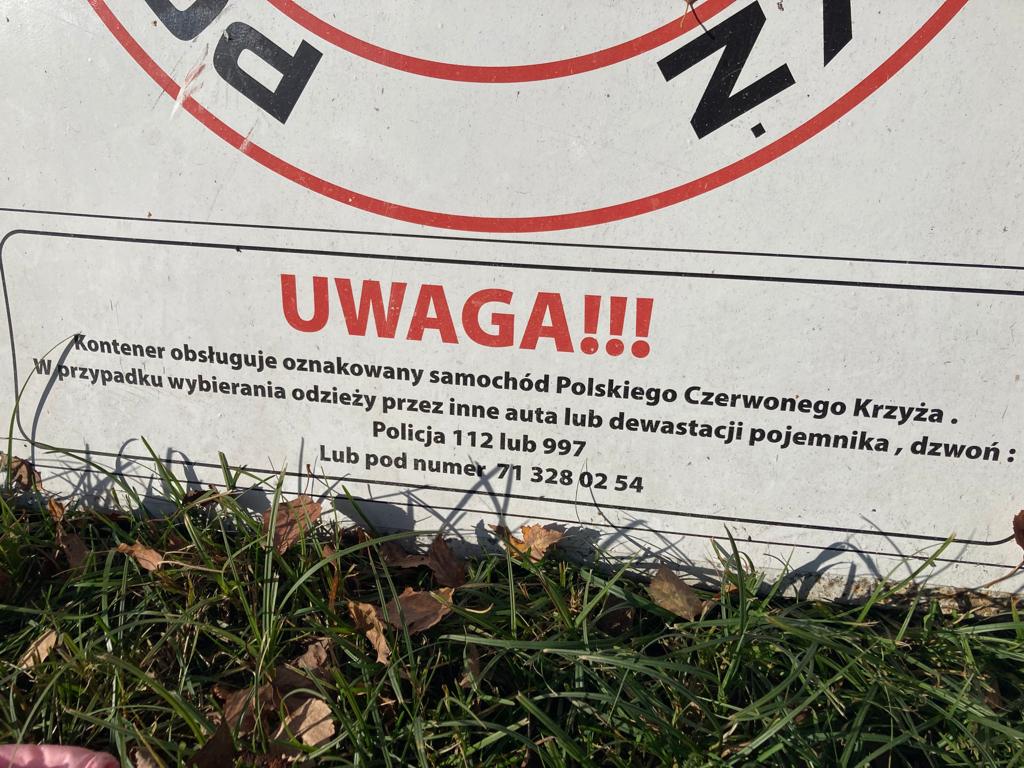 UWAGA!!!
Kontener obsługuje oznakowany samochód Polskiego Czerwonego Krzyża .
W przypadku wybierania odzieży przez inne auta lub dewastacji pojemnika , dzwoń :
Policja 112 lub 997
Lub pod numer 71 328 02 54